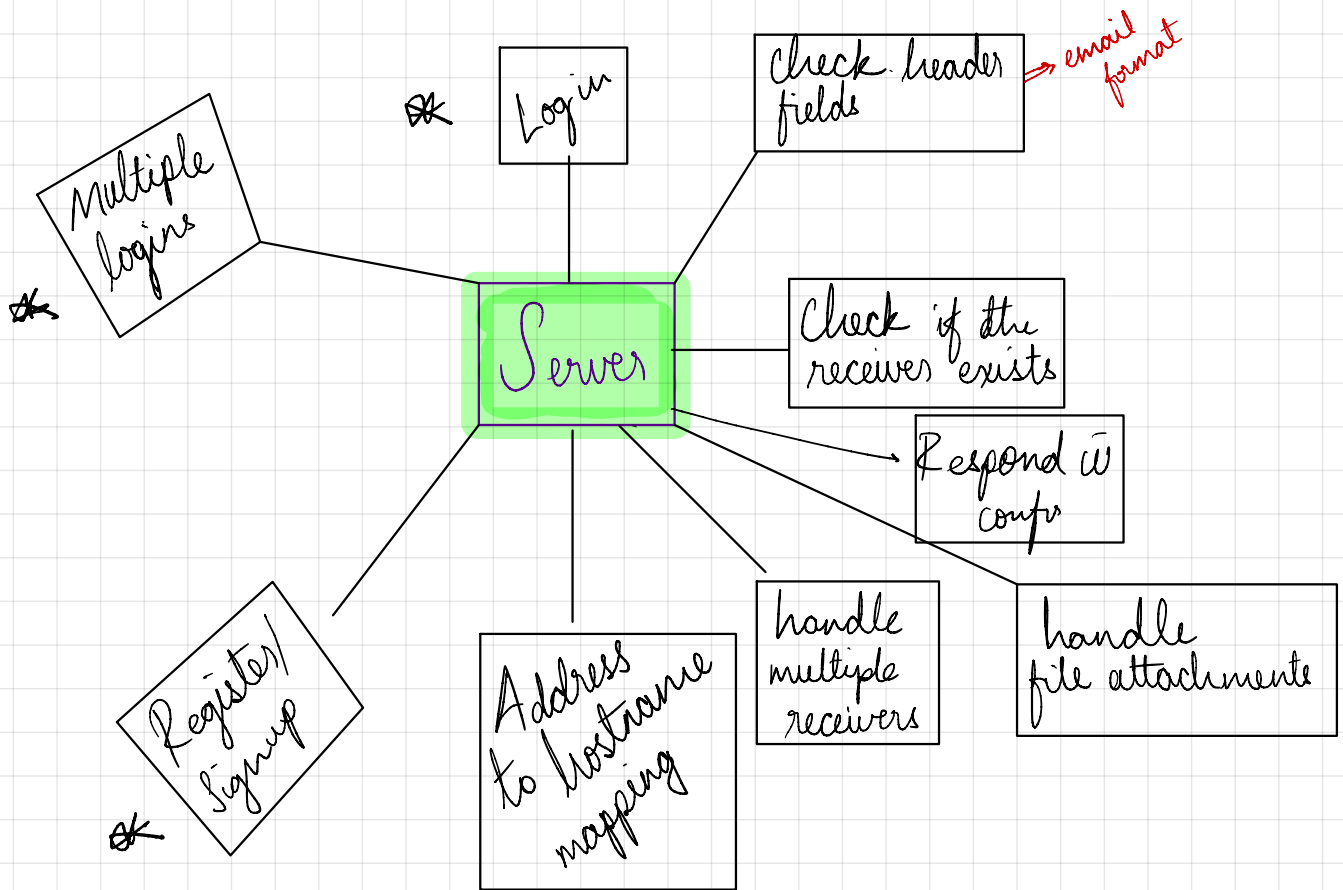 Login
check header
fields
email
format
Multiple
logins
Server
Check if the
receiver exists
Respond w̄
confr
Register/
Signup
Address
to hostname
mapping
handle
multiple
receivers
handle
file attachments